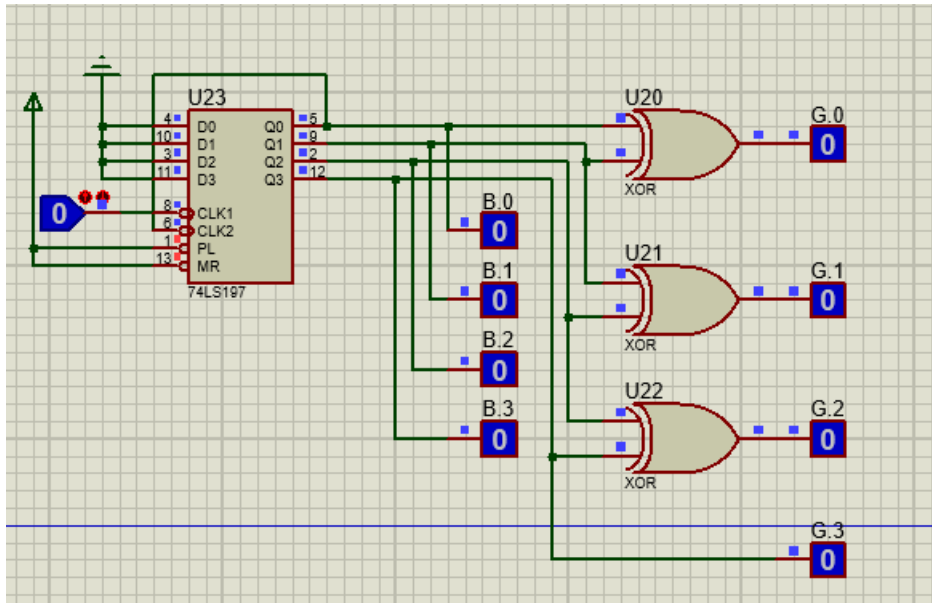 U23
4 D0 Q0 5
10 D1 Q1 9
3 D2 Q2 2
11 D3 Q3 12
0 8 CLK1
6 CLK2
1 PL
13 MR
74LS197
B.0
0
B.1
0
B.2
0
B.3
0
U20
XOR
G.0
0
U21
XOR
G.1
0
U22
XOR
G.2
0
G.3
0